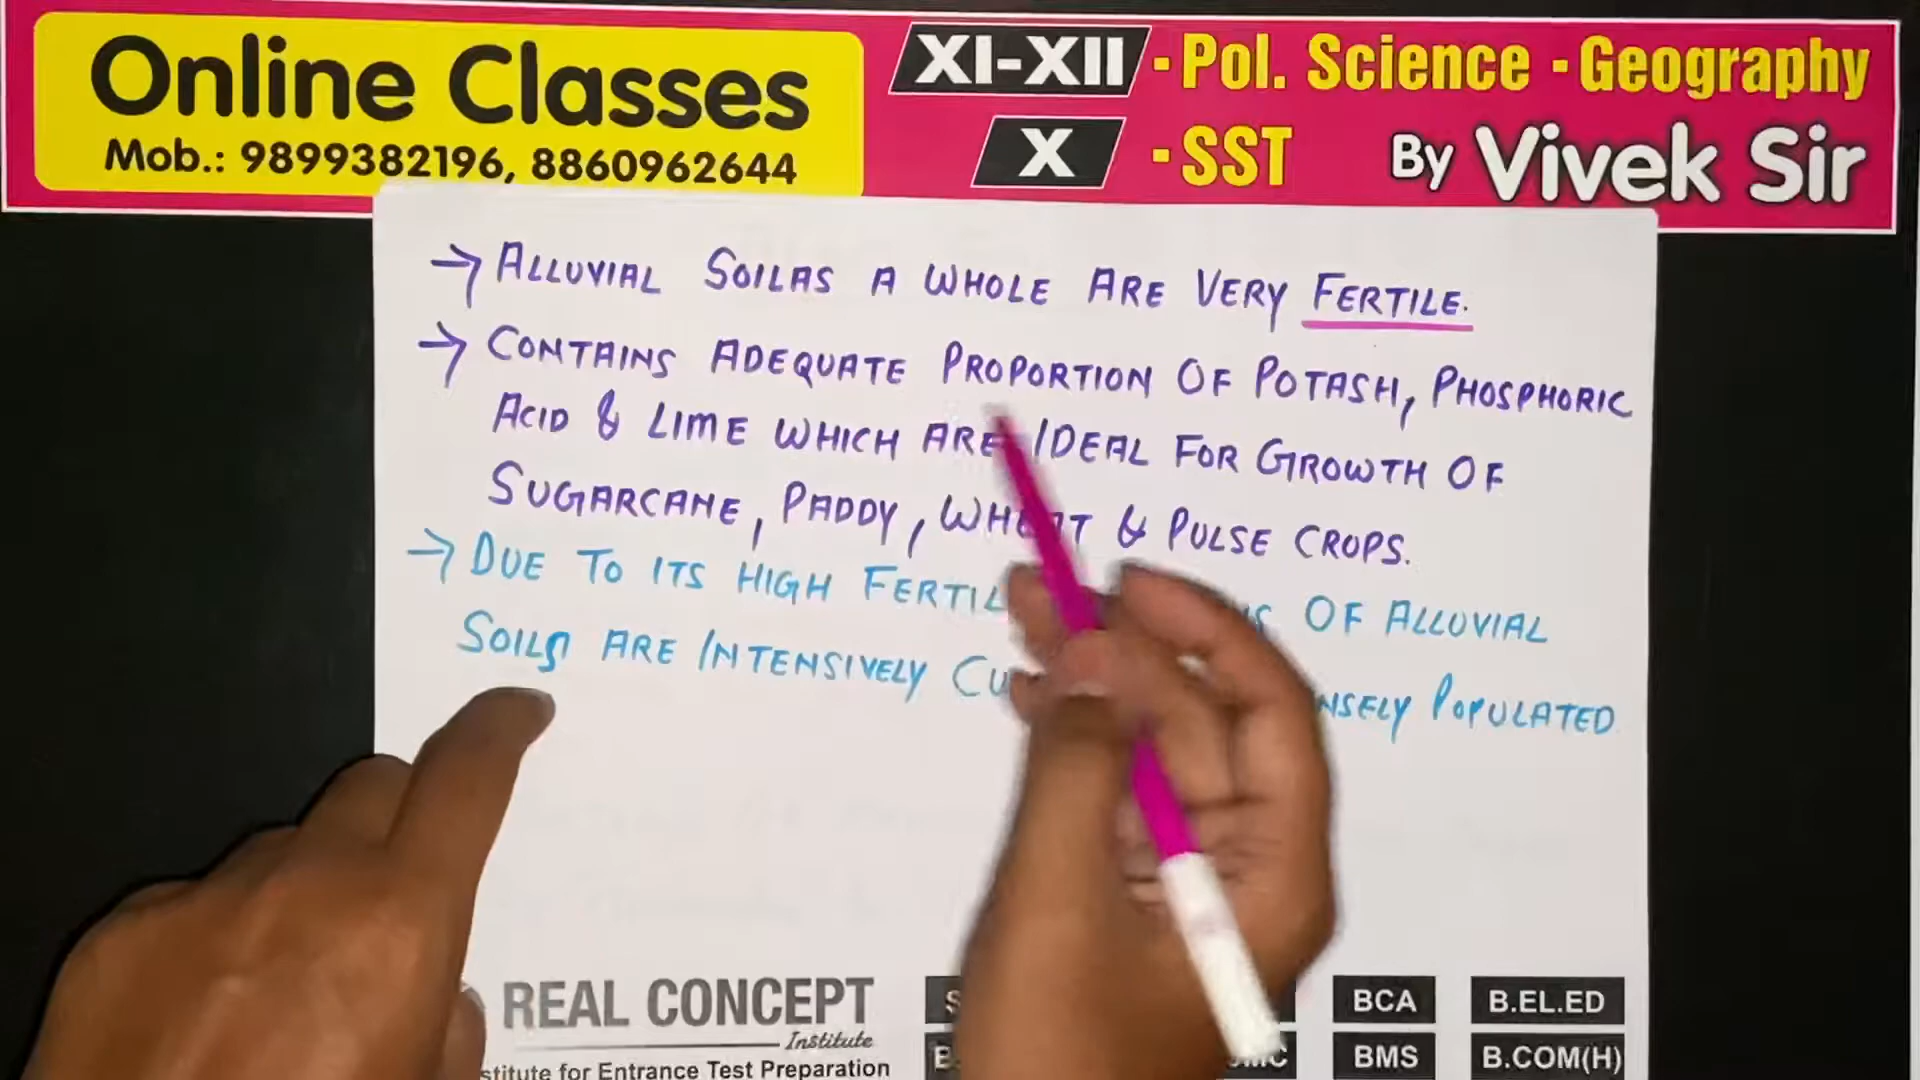 Online Classes
Mob.: 9899382196, 8860962644
XI-XII - Pol. Science - Geography
X - SST By Vivek Sir
→ ALLUVIAL SOILAS A WHOLE ARE VERY FERTILE.
→ CONTAINS ADEQUATE PROPORTION OF POTASH, PHOSPHORIC
ACID & LIME WHICH ARE IDEAL FOR GROWTH OF
SUGARCANE, PADDY, WHEAT & PULSE CROPS.
→ DUE TO ITS HIGH OF ALLUVIAL
SOILS ARE INTENSIVELY POPULATED
REAL CONCEPT
Institute
for Entrance Test Preparation
BCA B.EL.ED
BMS B.COM(H)